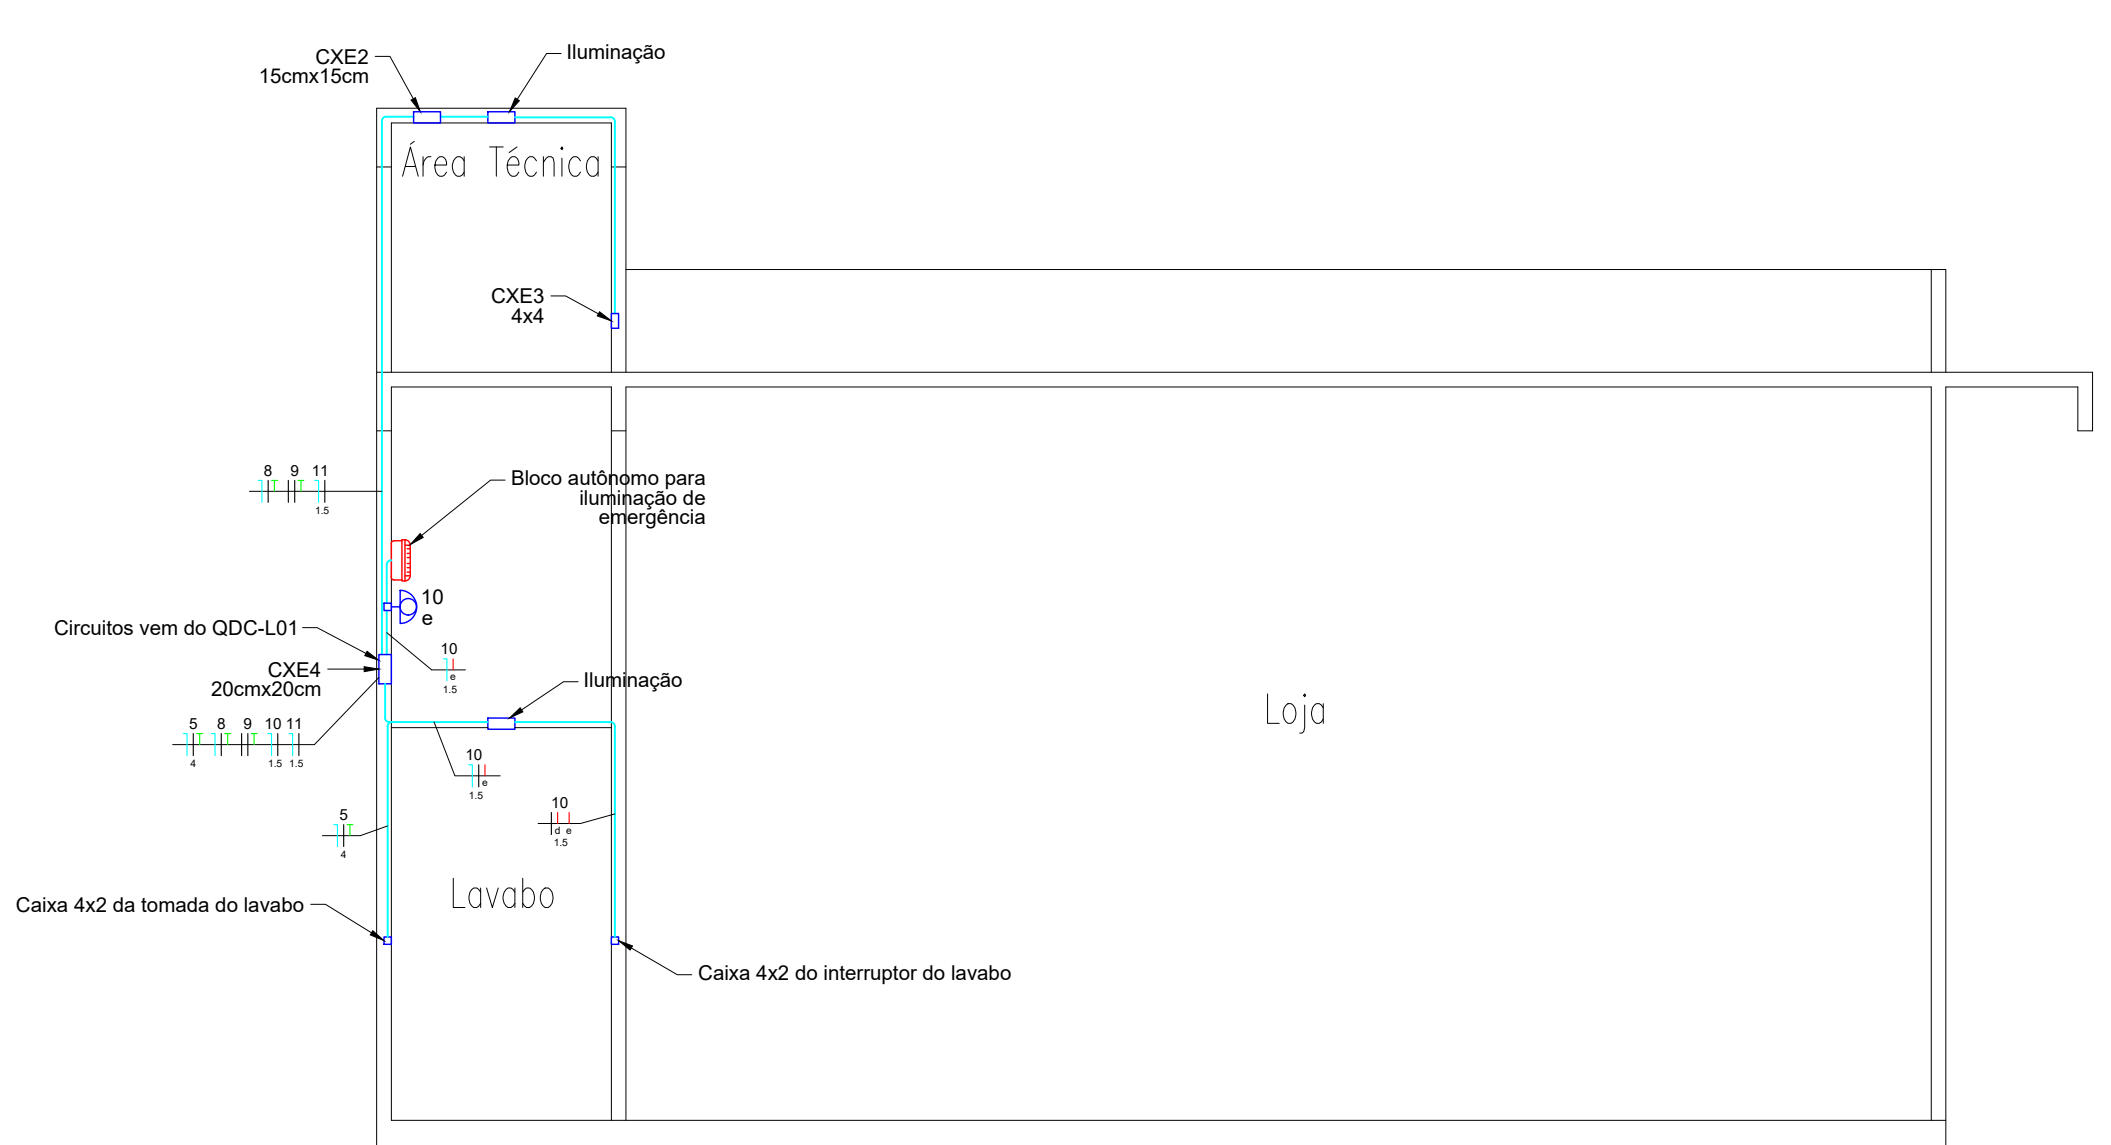 CXE2
15cmx15cm
Iluminação
Área Técnica
CXE3
4x4
8 9 11
1.5
Bloco autônomo para
iluminação de
emergência
10
e
Circuitos vem do QDC-L01
10
e
1.5
CXE4
20cmx20cm
Iluminação
5 8 9 10 11
4 1.5 1.5
Loja
10
e
1.5
10
d e
1.5
5
4
Lavabo
Caixa 4x2 da tomada do lavabo
Caixa 4x2 do interruptor do lavabo